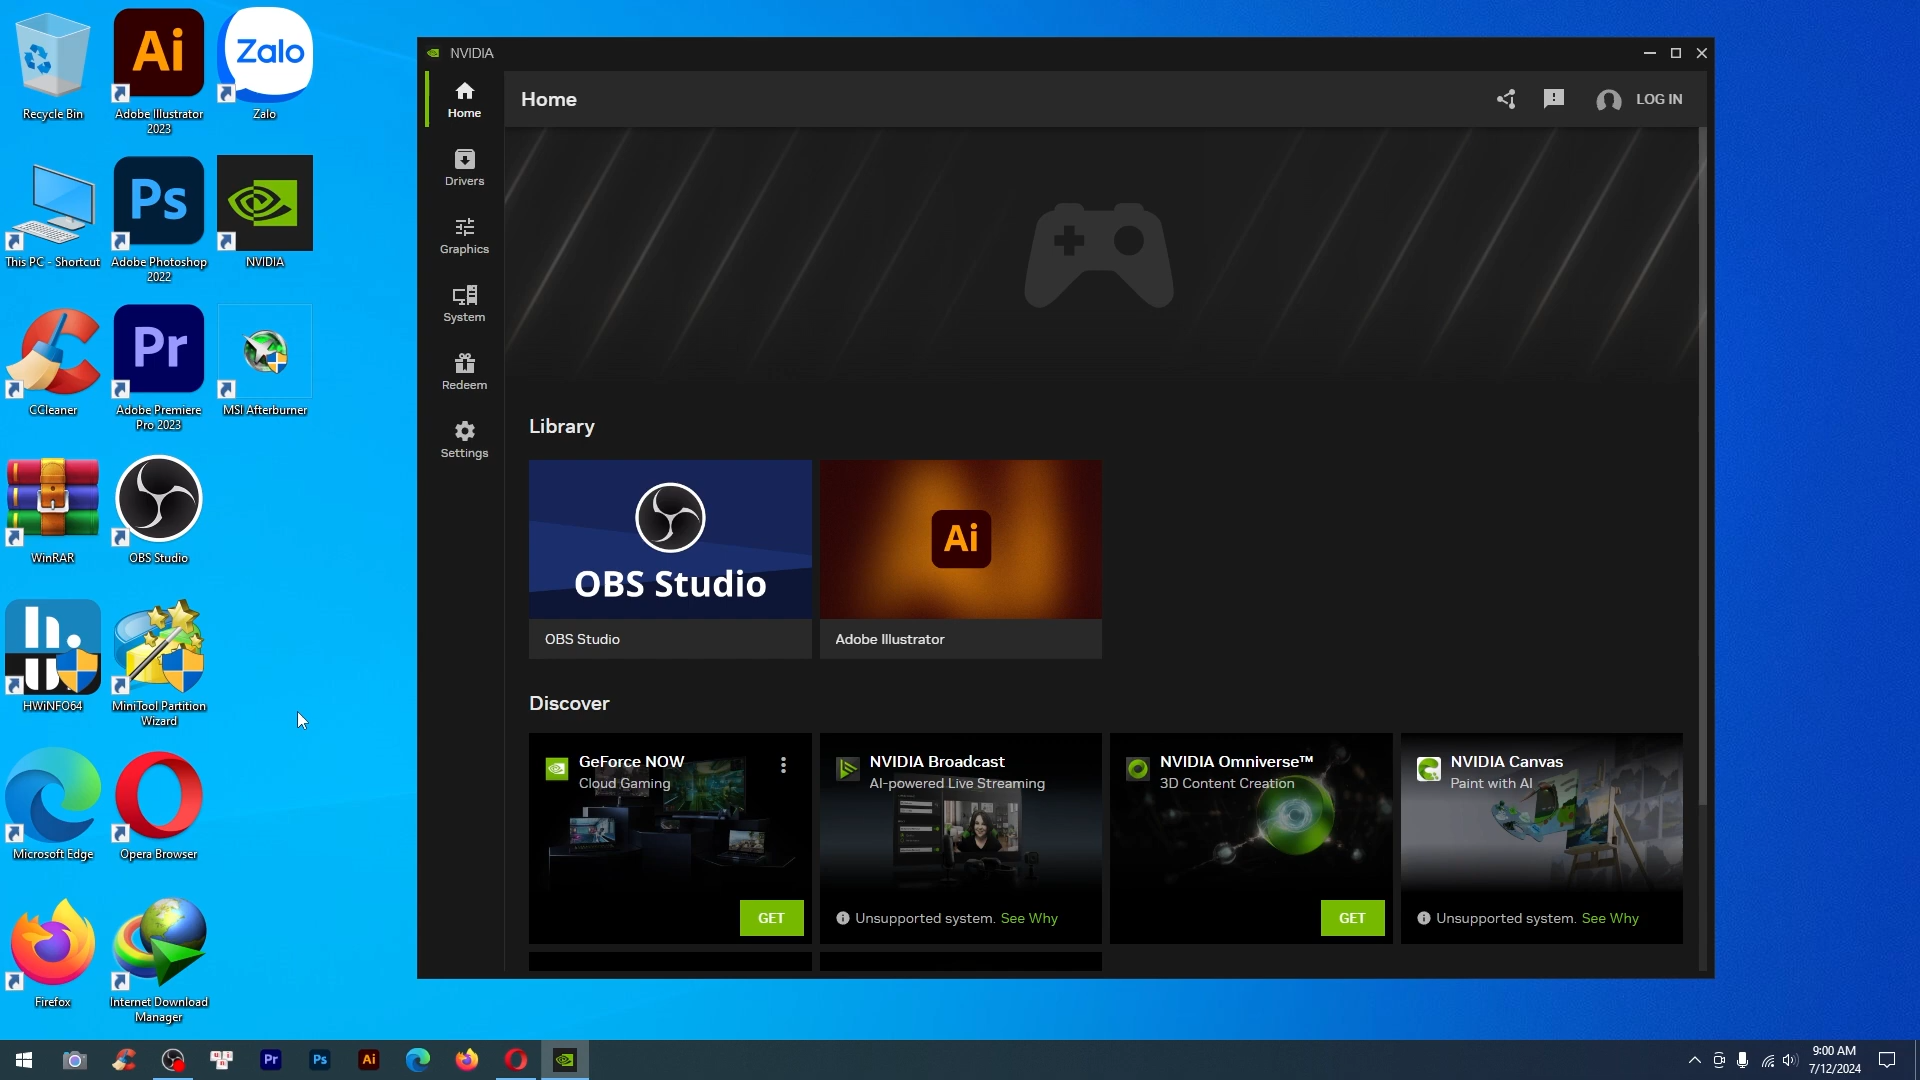 Recycle Bin
Ai
Adobe Illustrator
2023
Zalo
Zalo
This PC - Shortcut
Ps
Adobe Photoshop
2022
NVIDIA
CCleaner
Pr
Adobe Premiere
Pro 2023
MSI Afterburner
WinRAR
OBS Studio
HWiNFO64
MiniTool Partition
Wizard
Microsoft Edge
Opera Browser
Firefox
Internet Download
Manager
NVIDIA
Home
Drivers
Graphics
System
Redeem
Settings
Home
LOG IN
Library
OBS Studio
OBS Studio
Ai
Adobe Illustrator
Discover
GeForce NOW
Cloud Gaming
GET
NVIDIA Broadcast
AI-powered Live Streaming
Unsupported system. See Why
NVIDIA Omniverse™
3D Content Creation
GET
NVIDIA Canvas
Paint with AI
Unsupported system. See Why
Pr
Ps
Ai
9:00 AM
7/12/2024